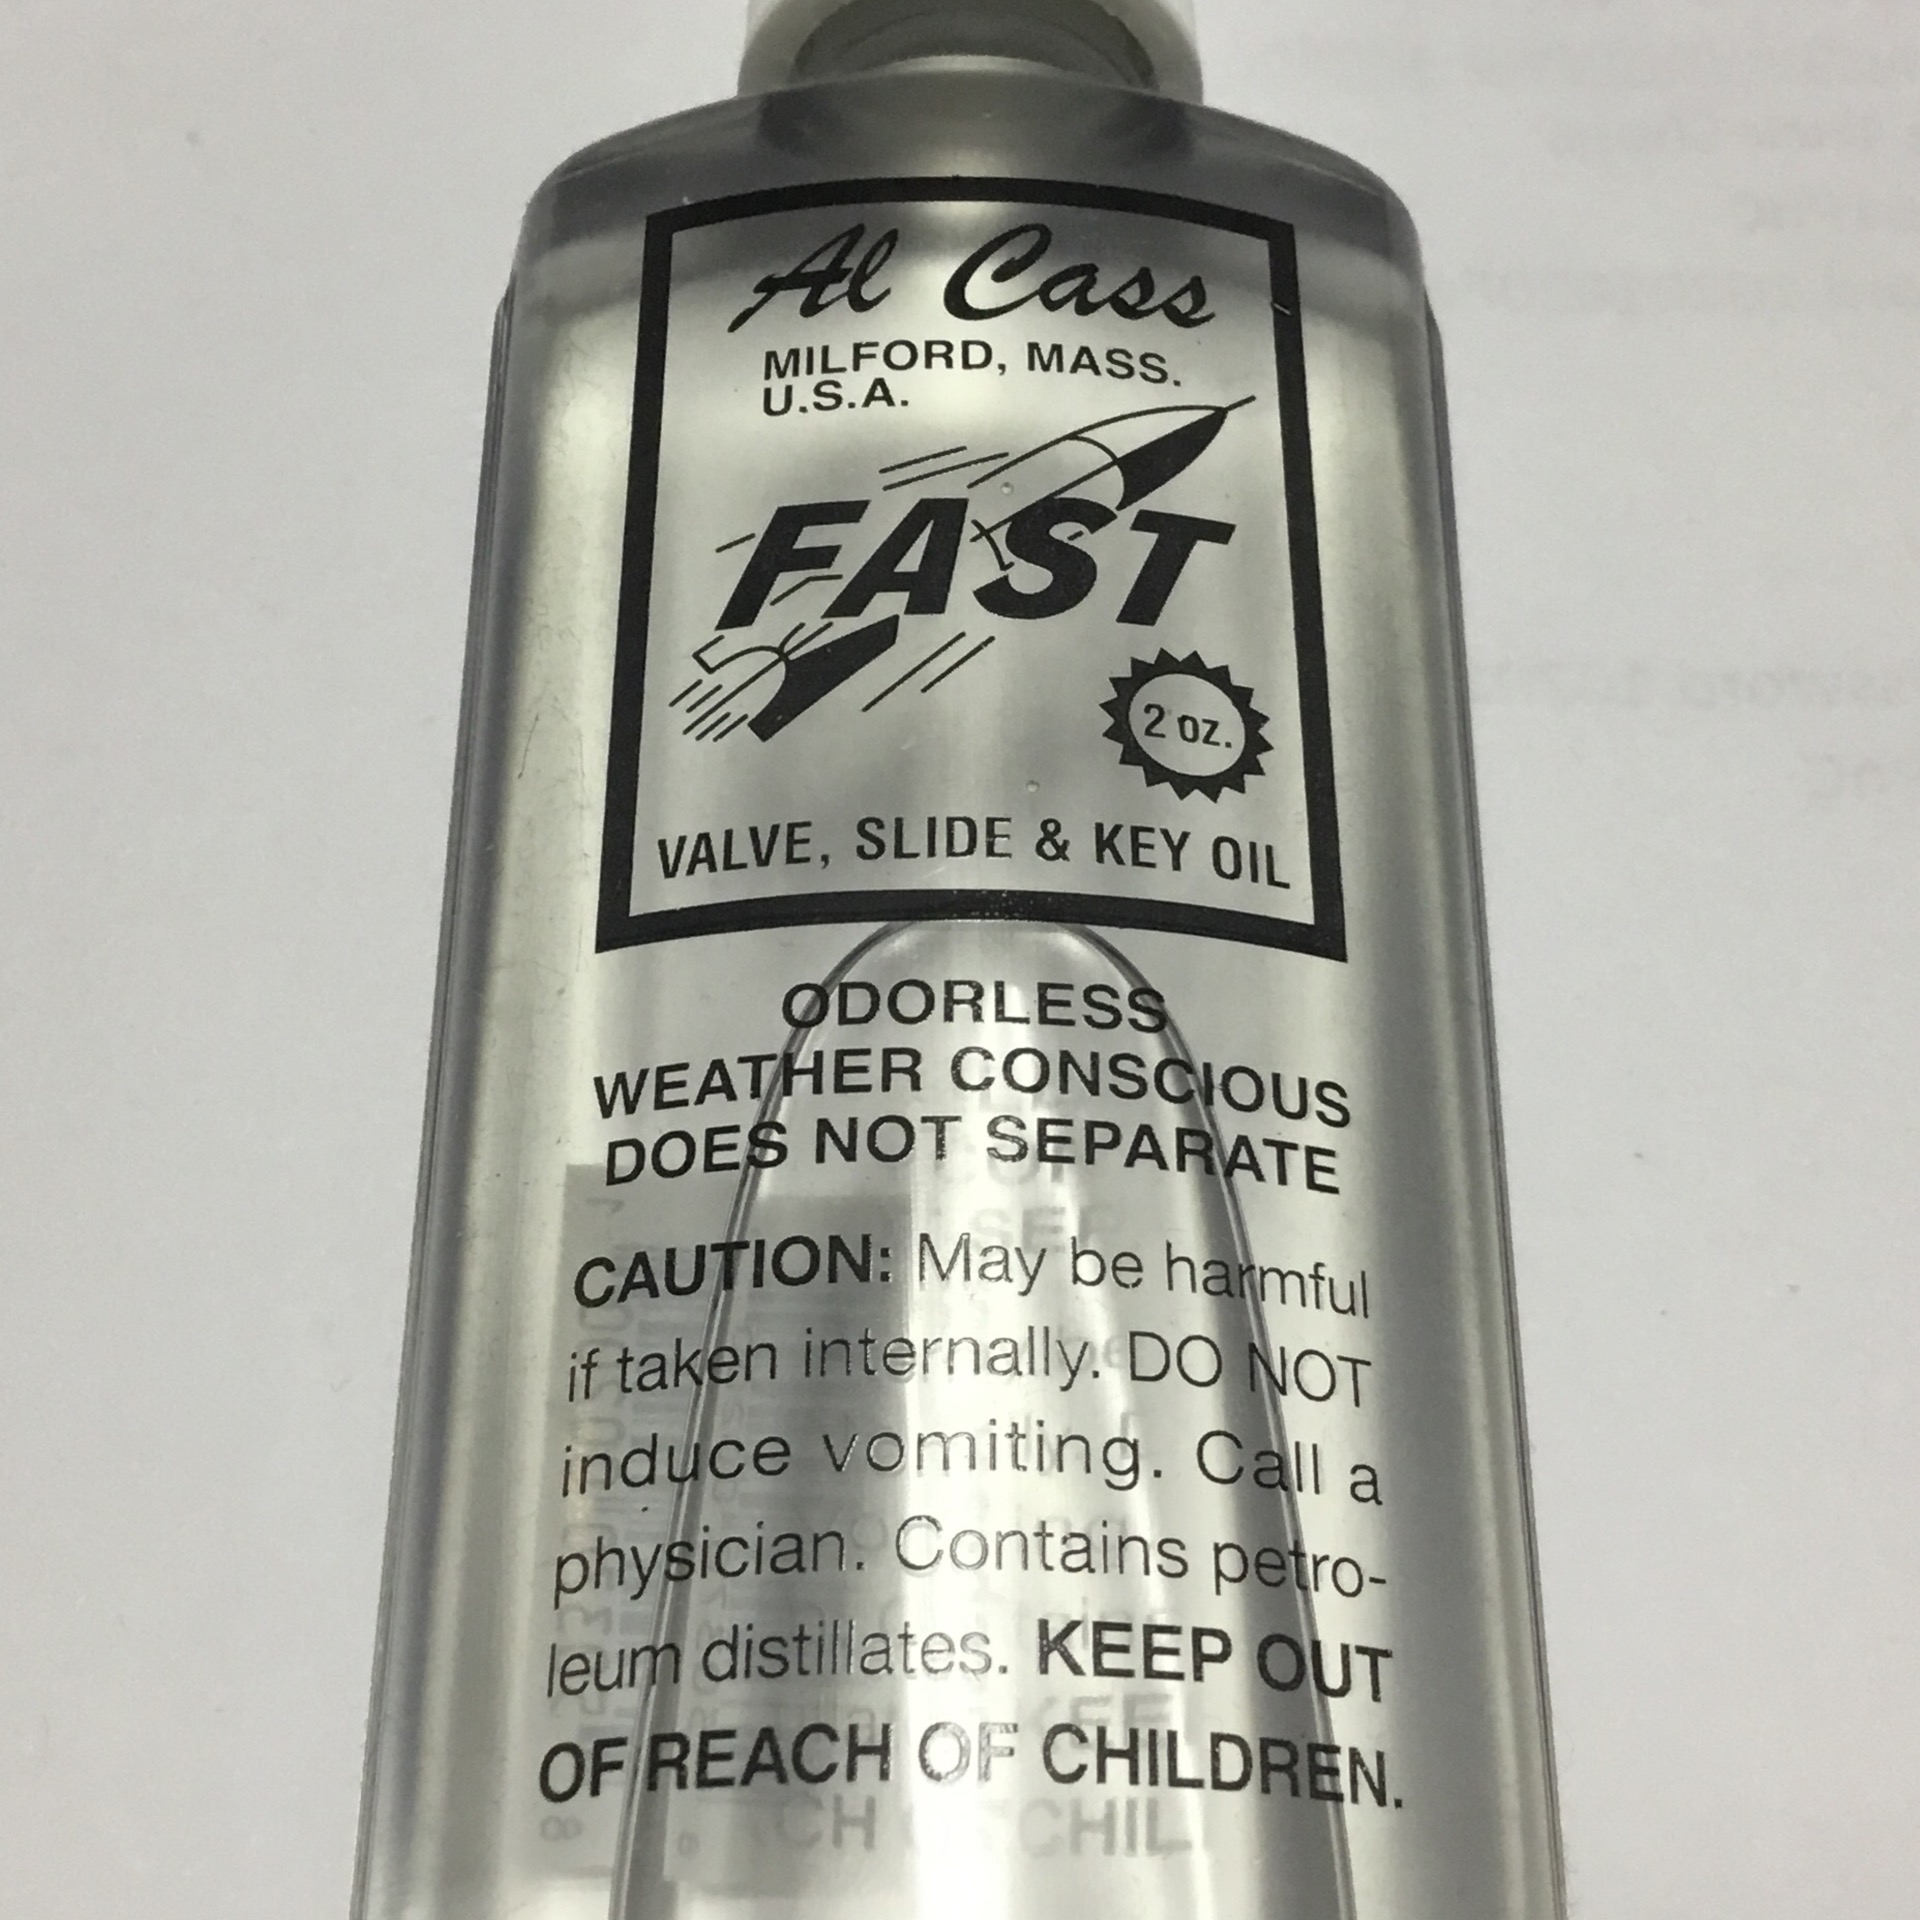 Al Cass
MILFORD, MASS.
U.S.A.
FAST
2 OZ.
VALVE, SLIDE & KEY OIL
ODORLESS
WEATHER CONSCIOUS
DOES NOT SEPARATE
CAUTION: May be harmful
if taken internally. DO NOT
induce vomiting. Call a
physician. Contains petro-
leum distillates. KEEP OUT
OF REACH OF CHILDREN.